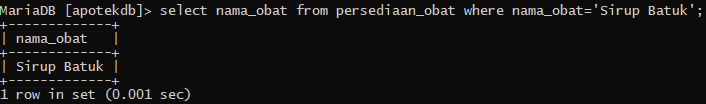 MariaDB [apotekdb]> select nama_obat from persediaan_obat where nama_obat='Sirup Batuk';
+-------------+
| nama_obat   |
+-------------+
| Sirup Batuk |
+-------------+
1 row in set (0.001 sec)